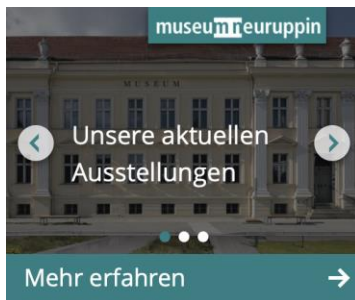 museumneuruppin
MUSEUM
Unsere aktuellen
Ausstellungen
Mehr erfahren